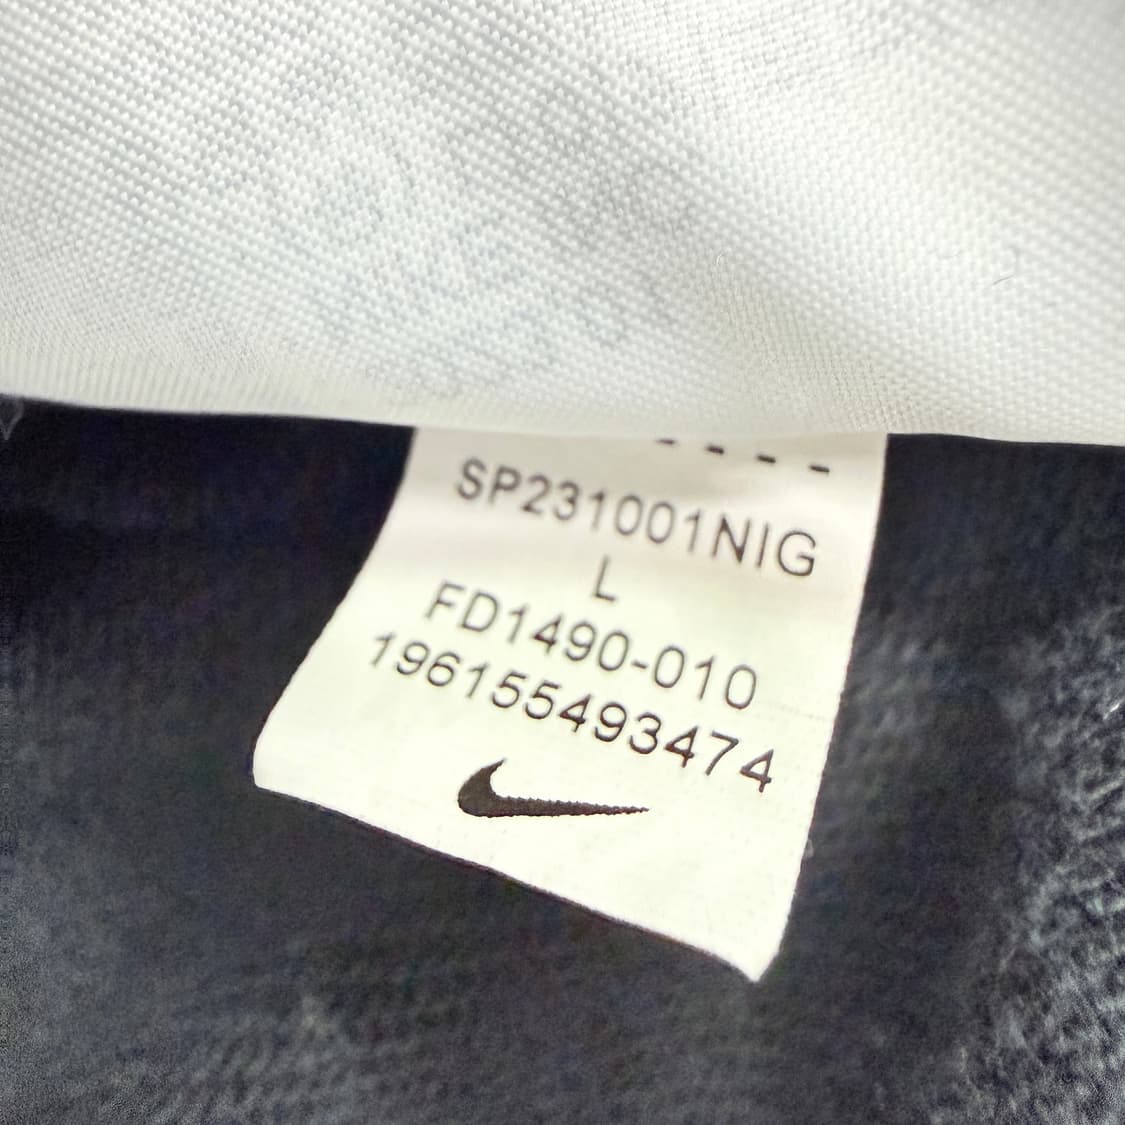 - - - -
SP231001NIG
L
FD1490-010
196155493474